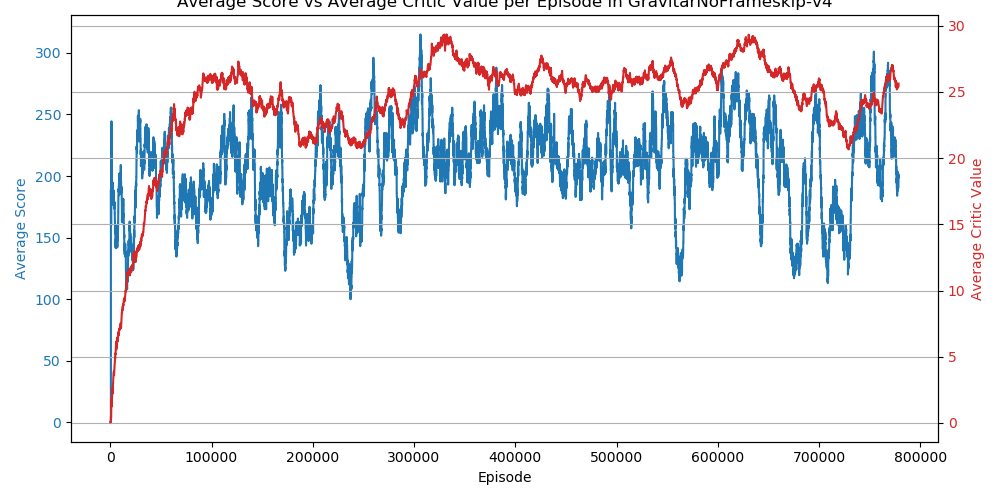 Average Score vs Average Critic Value per Episode in GravitarNoFrameskip-v4
300
250
200
150
100
50
0
Average Score
30
25
20
15
10
5
0
Average Critic Value
0 100000 200000 300000 400000 500000 600000 700000 800000
Episode